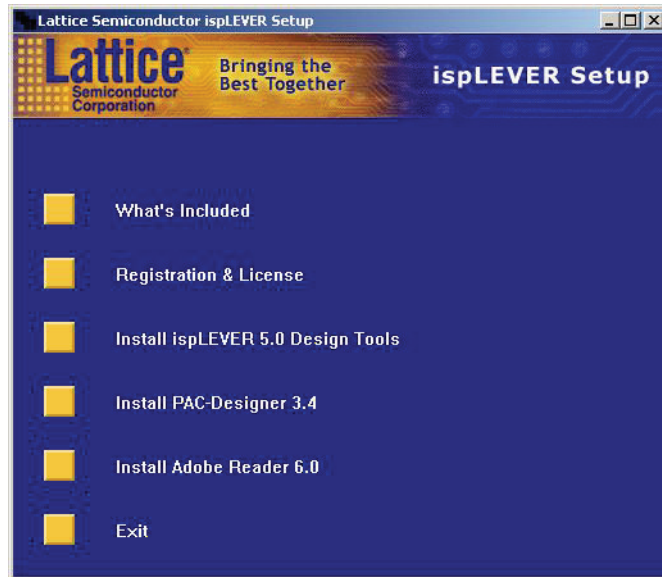 Lattice Semiconductor ispLEVER Setup
Lattice®
Semiconductor
Corporation
Bringing the
Best Together
ispLEVER Setup
What's Included
Registration & License
Install ispLEVER 5.0 Design Tools
Install PAC-Designer 3.4
Install Adobe Reader 6.0
Exit